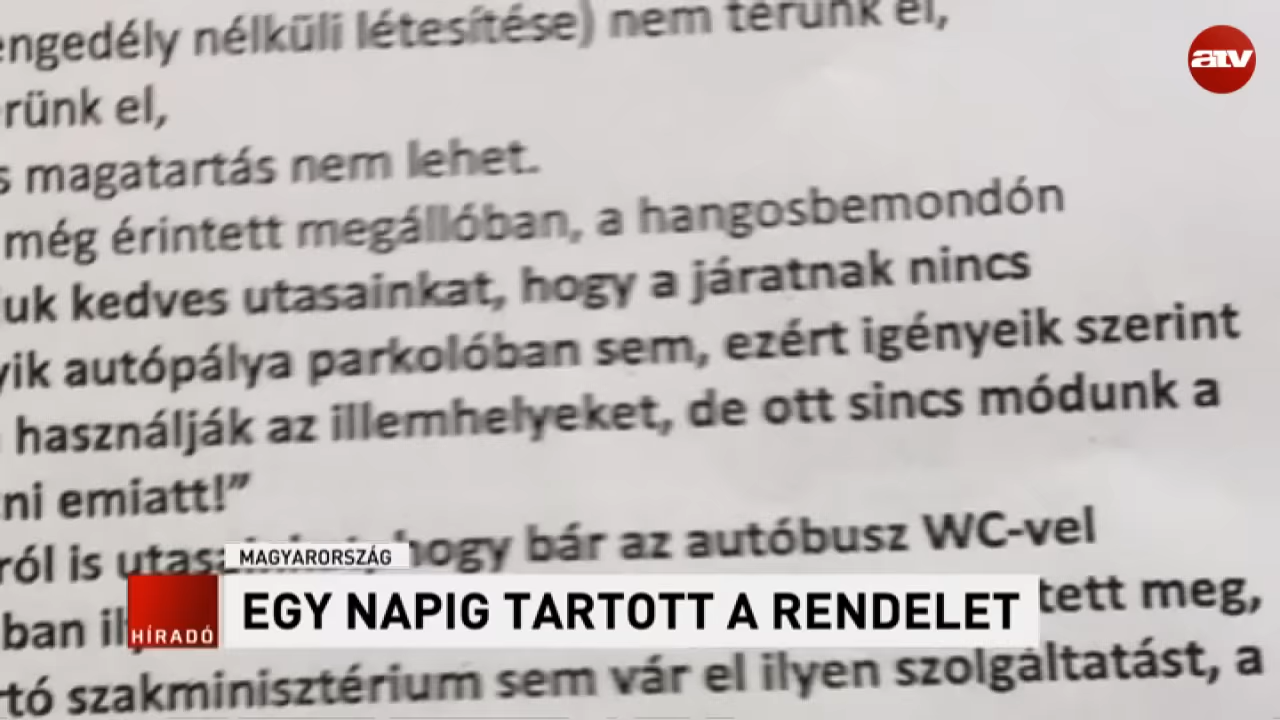 engedély nélküli létesítése) nem térünk el,
atv
rünk el,
s magatartás nem lehet.
még érintett megállóban, a hangosbemondón
juk kedves utasainkat, hogy a járatnak nincs
yik autópálya parkolóban sem, ezért igényeik szerint
használják az illemhelyeket, de ott sincs módunk a
ni emiatt!”
ról is hogy bár az autóbusz WC-vel
MAGYARORSZÁG
ban tett meg,
HÍRADÓ
EGY NAPIG TARTOTT A RENDELET
rtó szakminisztérium sem vár el ilyen szolgáltatást, a